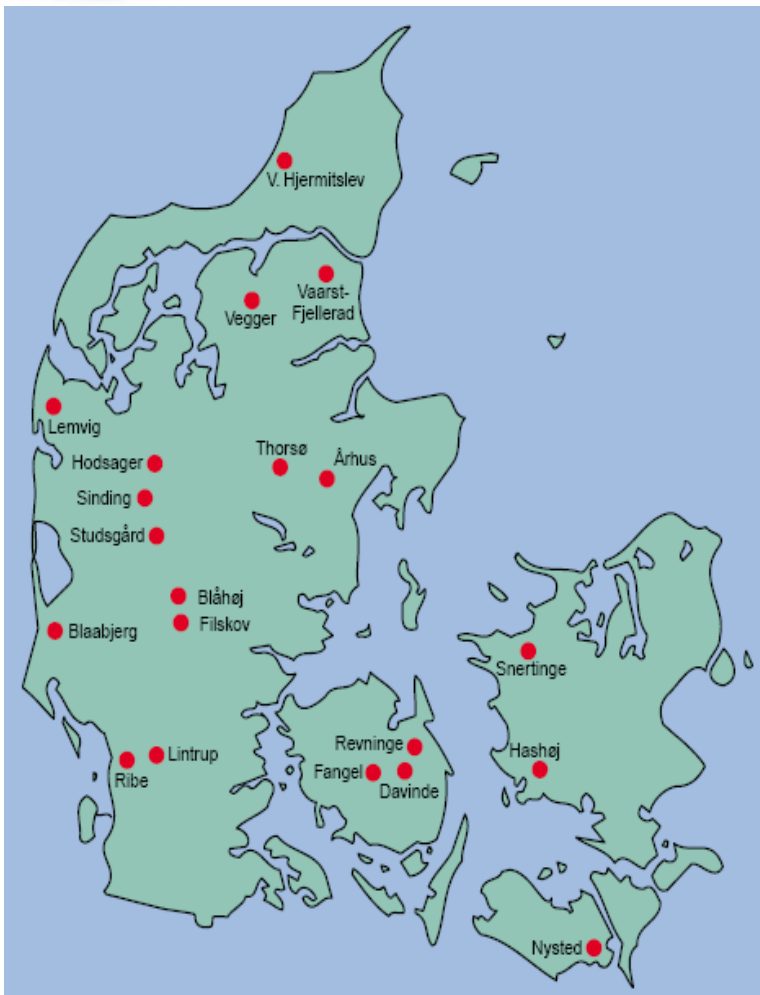 V. Hjermitslev
Vaarst-
Fjellerad
Vegger
Lemvig
Thorsø
Århus
Hodsager
Sinding
Studsgård
Blåhøj
Filskov
Blaabjerg
Snertinge
Revninge
Hashøj
Lintrup
Fangel
Ribe
Davinde
Nysted